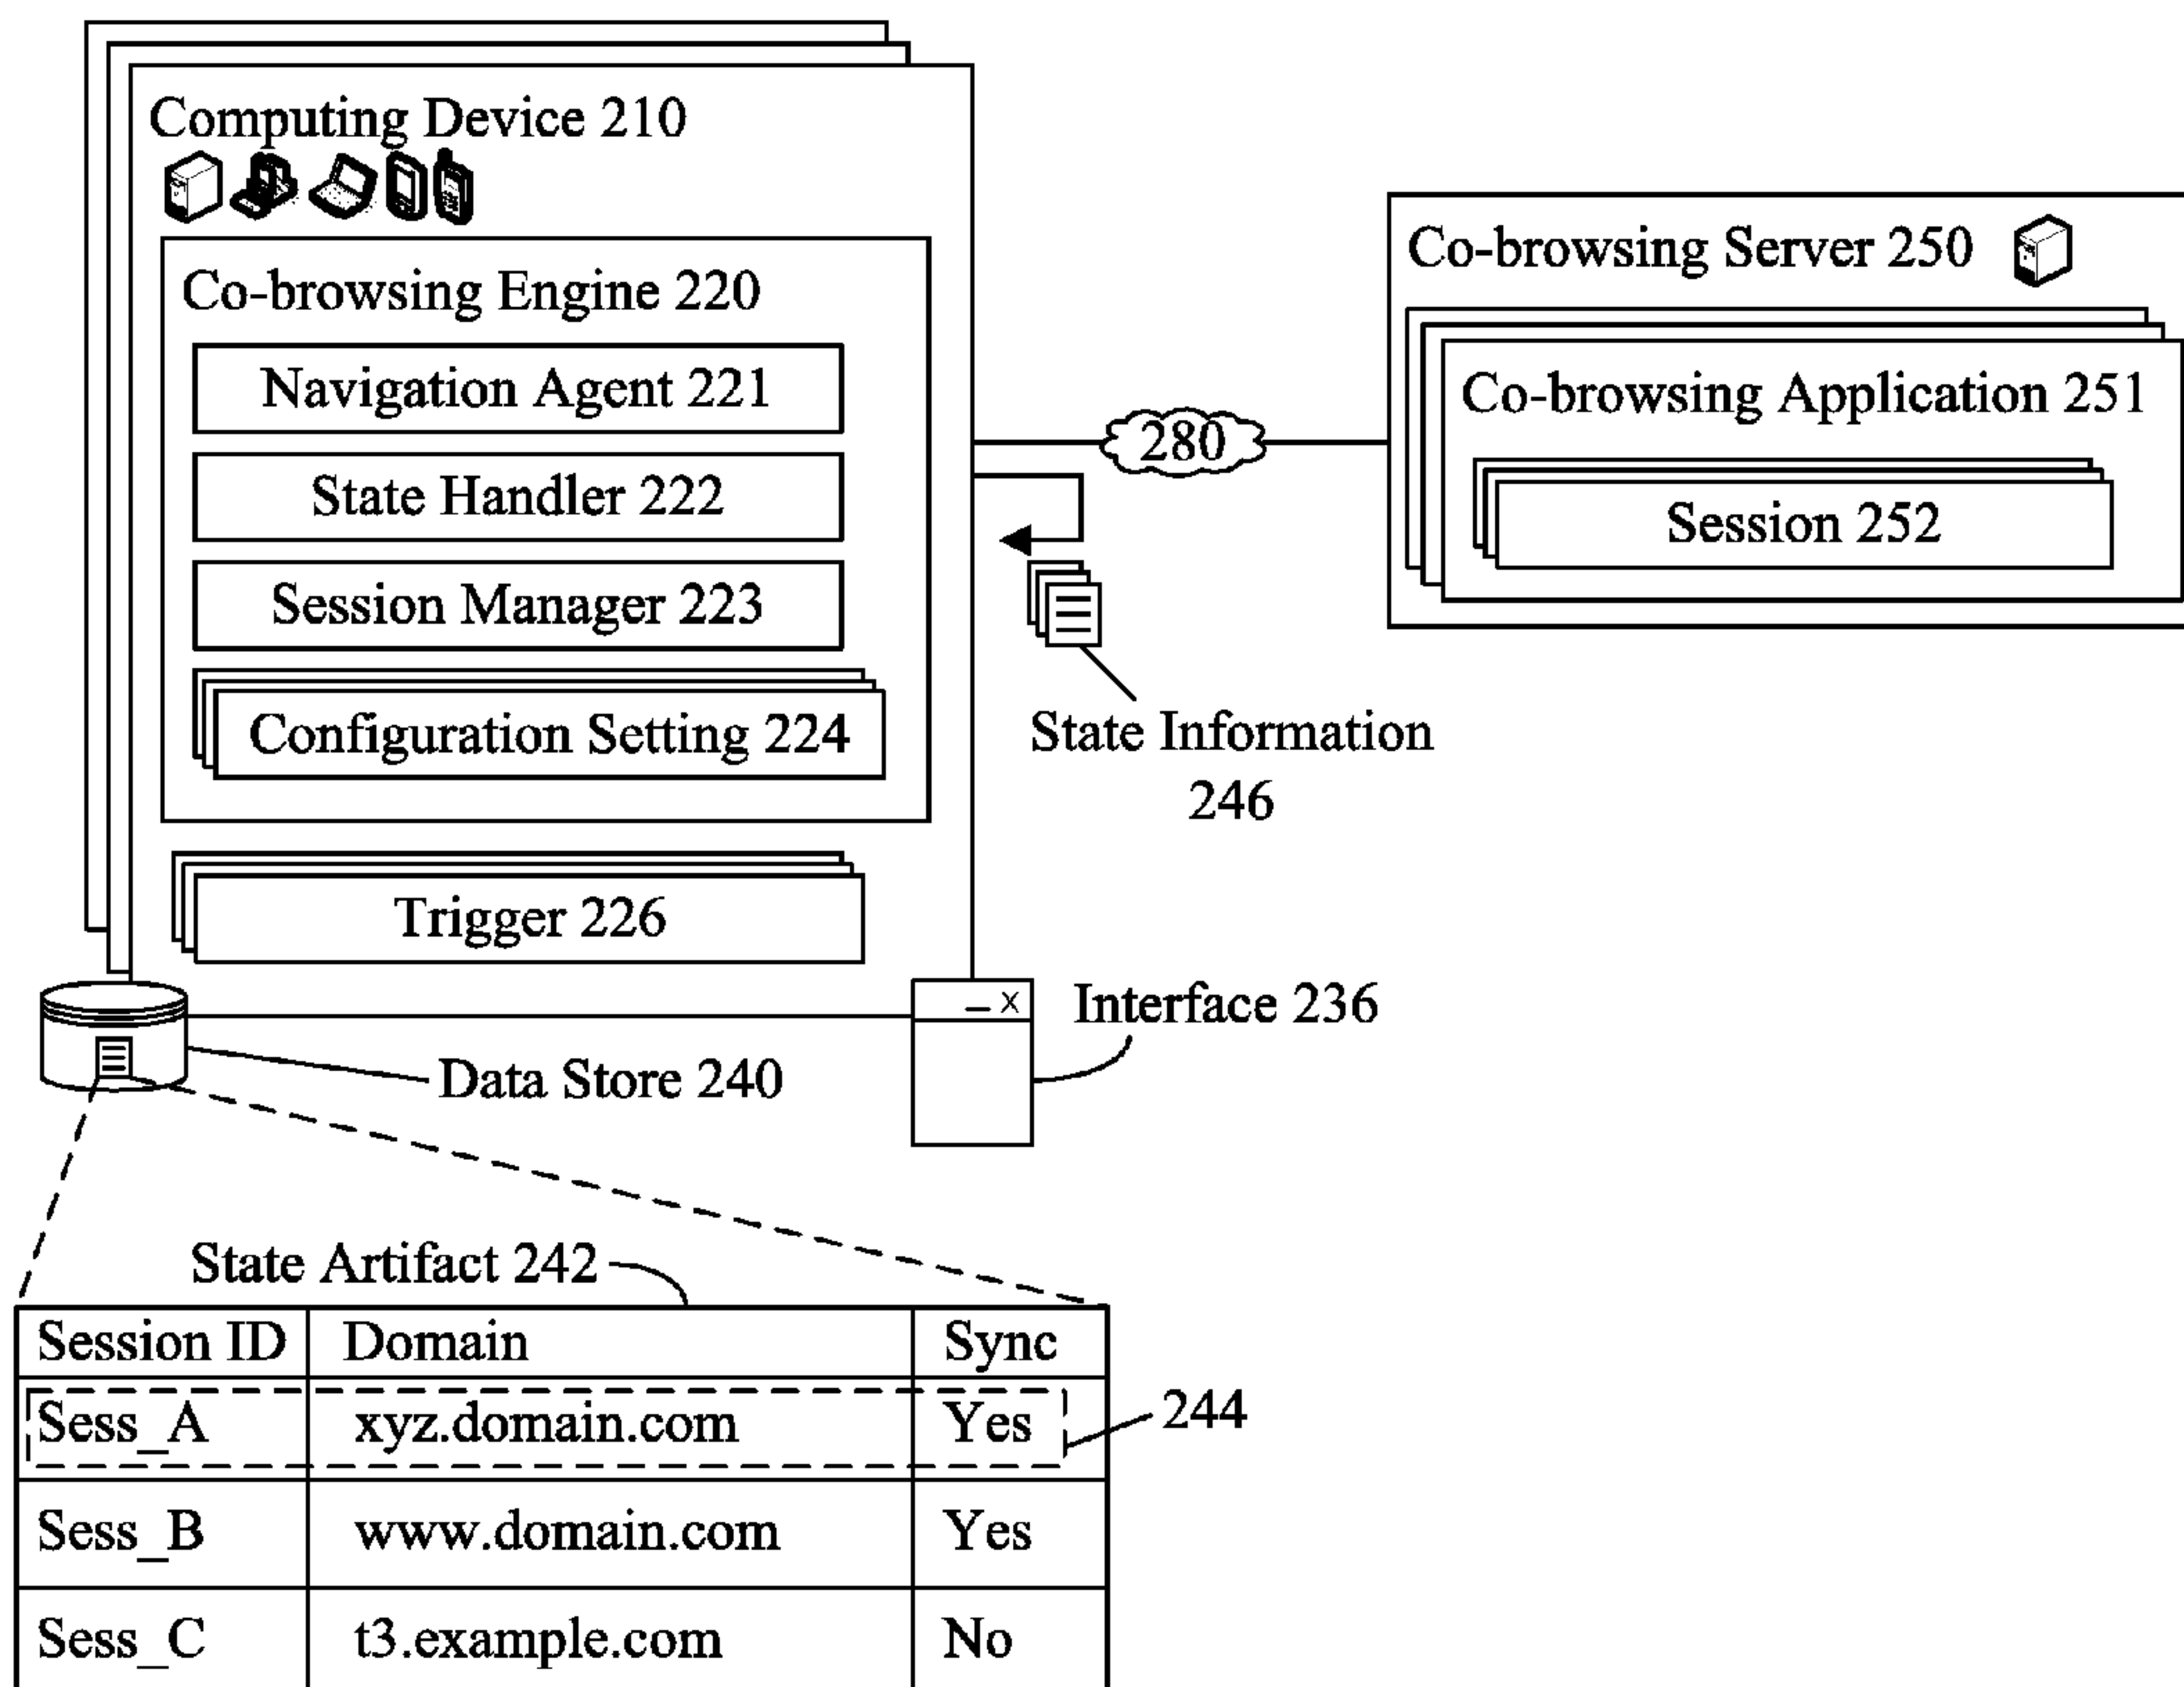 Computing Device 210
Co-browsing Engine 220
Navigation Agent 221
State Handler 222
Session Manager 223
Configuration Setting 224
Trigger 226
280
Co-browsing Server 250
Co-browsing Application 251
Session 252
State Information
246
_ X
Interface 236
Data Store 240
State Artifact 242
Session ID Domain Sync
Sess_A xyz.domain.com Yes
244
Sess_B www.domain.com Yes
Sess_C t3.example.com No